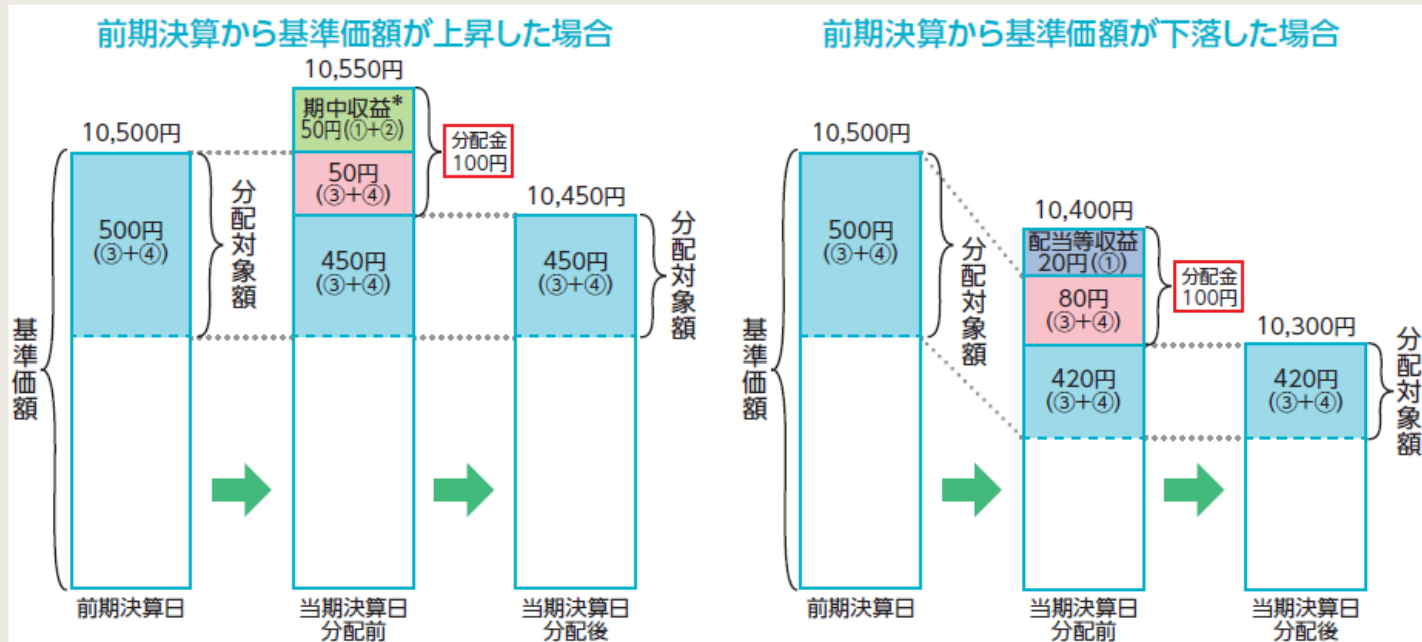 前期決算から基準価額が上昇した場合
10,500円
500円
(③+④)
分配対象額
基準価額
前期決算日
10,550円
期中収益*
50円(①+②)
50円
(③+④)
450円
(③+④)
分配金
100円
当期決算日
分配前
10,450円
450円
(③+④)
分配対象額
当期決算日
分配後
前期決算から基準価額が下落した場合
10,500円
500円
(③+④)
分配対象額
基準価額
前期決算日
10,400円
配当等収益
20円(①)
80円
(③+④)
420円
(③+④)
分配金
100円
当期決算日
分配前
10,300円
420円
(③+④)
分配対象額
当期決算日
分配後